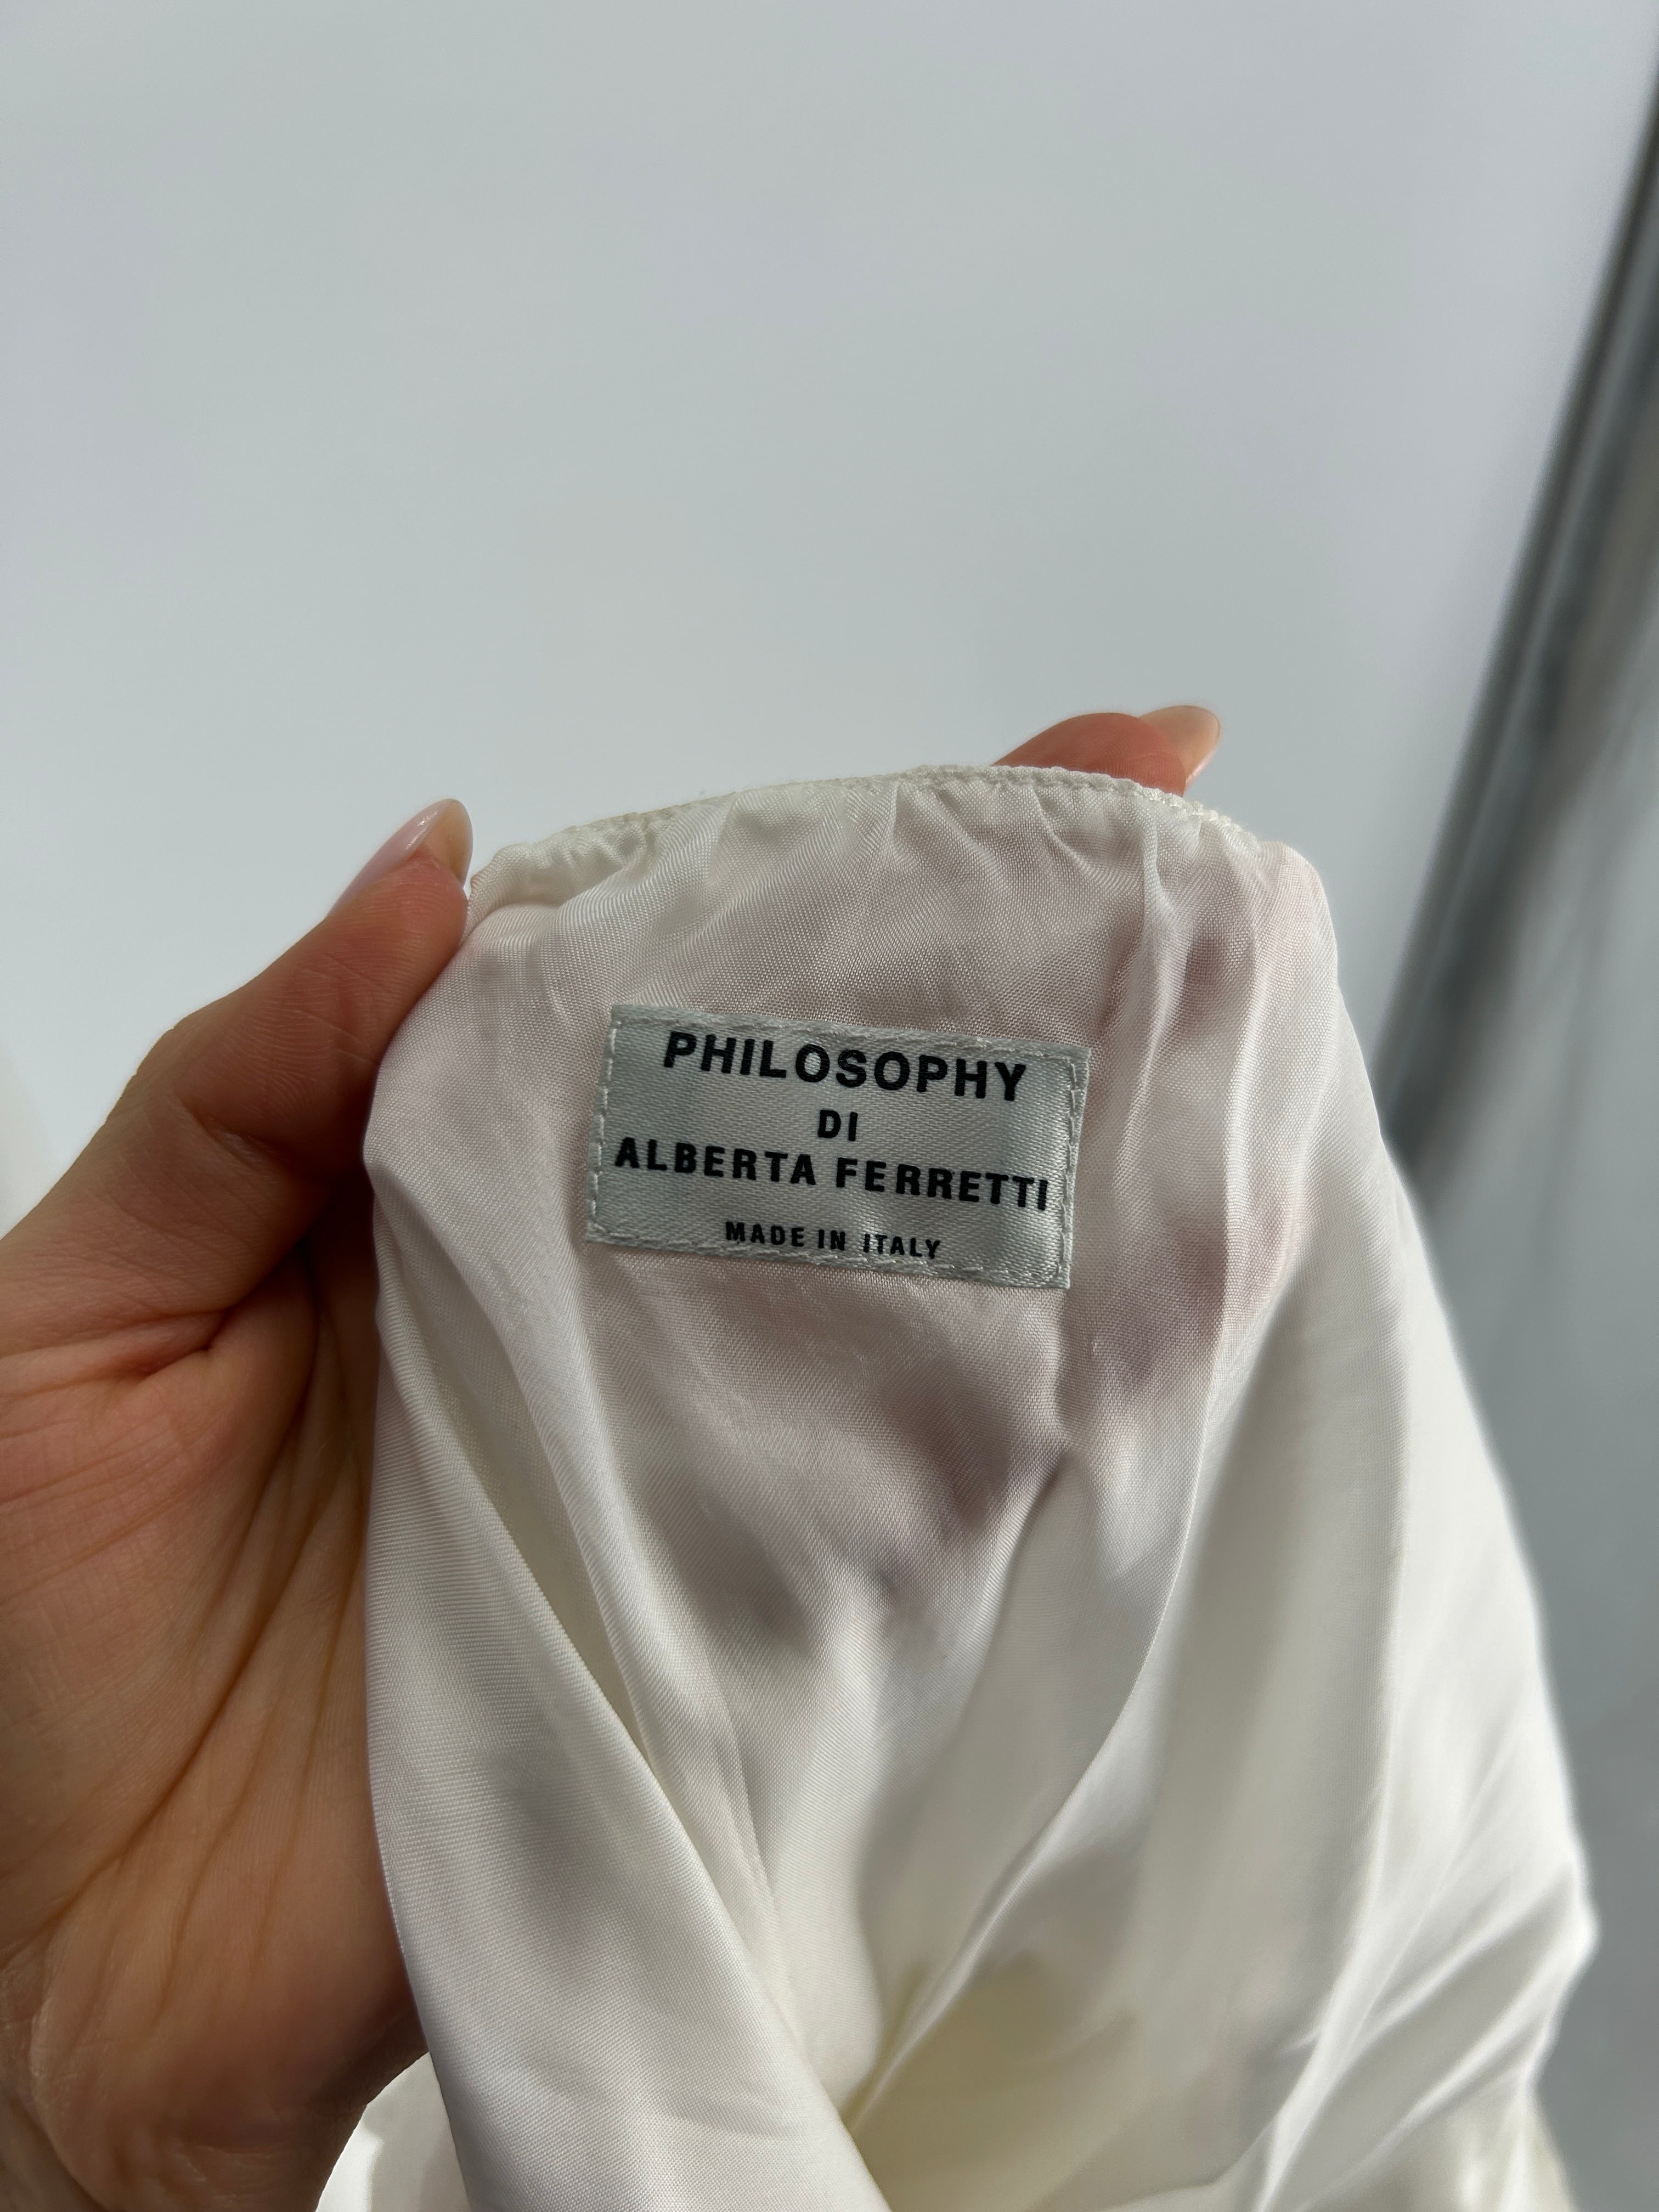 PHILOSOPHY
DI
ALBERTA FERRETTI
MADE IN ITALY